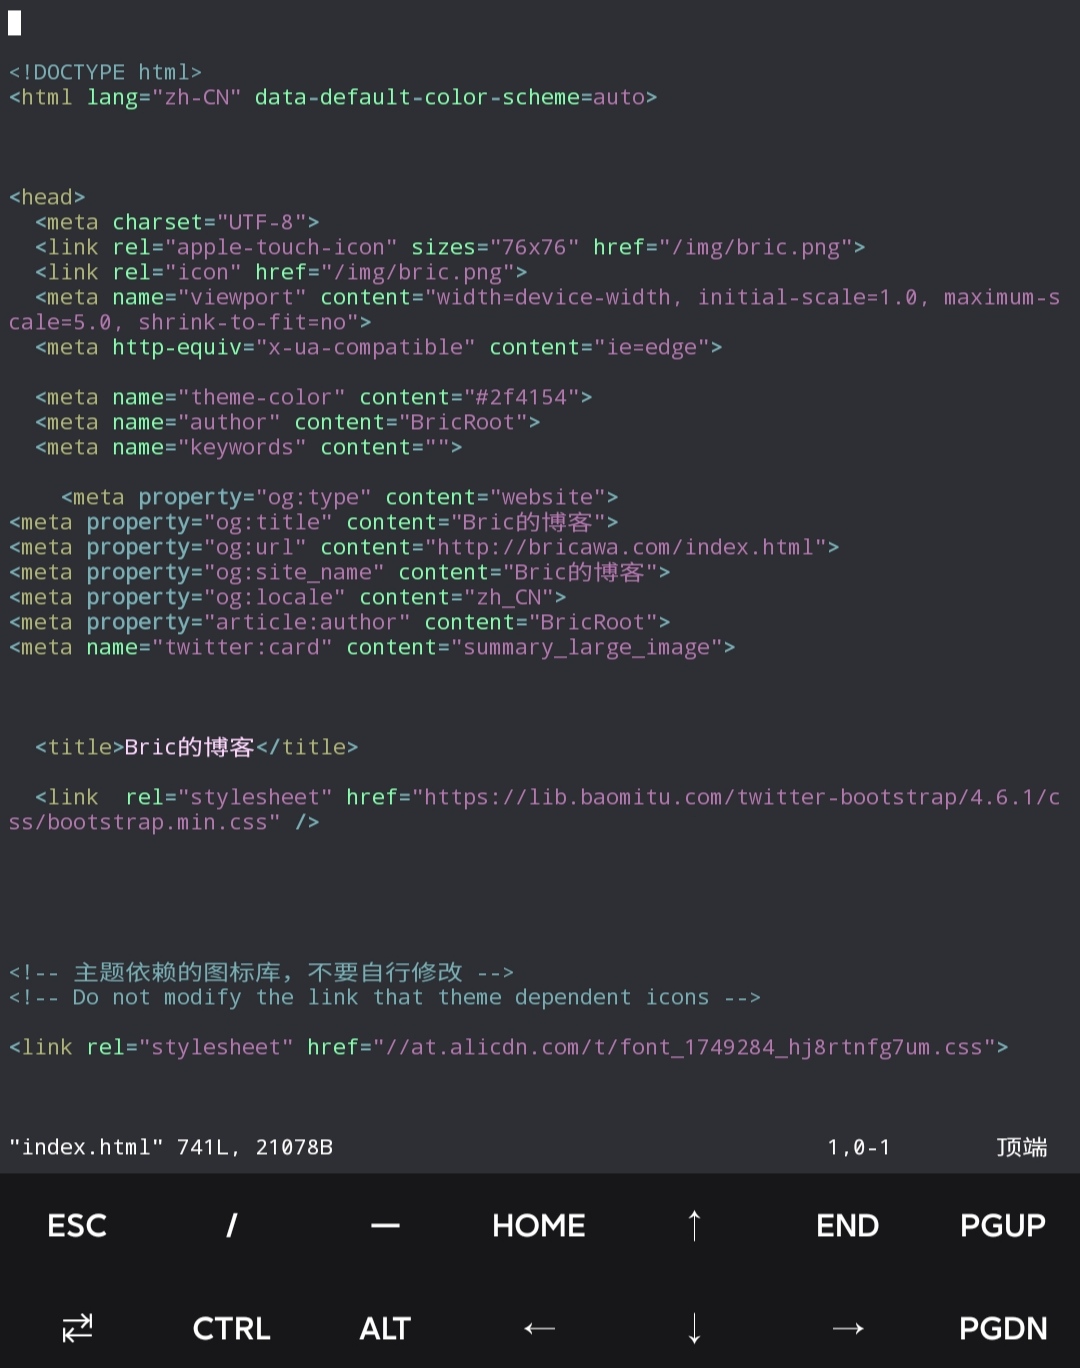 <!DOCTYPE html>
<html lang="zh-CN" data-default-color-scheme=auto>
<head>
  <meta charset="UTF-8">
  <link rel="apple-touch-icon" sizes="76x76" href="/img/bric.png">
  <link rel="icon" href="/img/bric.png">
  <meta name="viewport" content="width=device-width, initial-scale=1.0, maximum-s
cale=5.0, shrink-to-fit=no">
  <meta http-equiv="x-ua-compatible" content="ie=edge">
  <meta name="theme-color" content="#2f4154">
  <meta name="author" content="BricRoot">
  <meta name="keywords" content="">
    <meta property="og:type" content="website">
<meta property="og:title" content="Bric的博客">
<meta property="og:url" content="http://bricawa.com/index.html">
<meta property="og:site_name" content="Bric的博客">
<meta property="og:locale" content="zh_CN">
<meta property="article:author" content="BricRoot">
<meta name="twitter:card" content="summary_large_image">
  <title>Bric的博客</title>
  <link  rel="stylesheet" href="https://lib.baomitu.com/twitter-bootstrap/4.6.1/c
ss/bootstrap.min.css" />
<!-- 主题依赖的图标库，不要自行修改 -->
<!-- Do not modify the link that theme dependent icons -->
<link rel="stylesheet" href="//at.alicdn.com/t/font_1749284_hj8rtnfg7um.css">
"index.html" 741L, 21078B 1,0-1 顶端
ESC / — HOME ↑ END PGUP
⇄ CTRL ALT ← ↓ → PGDN